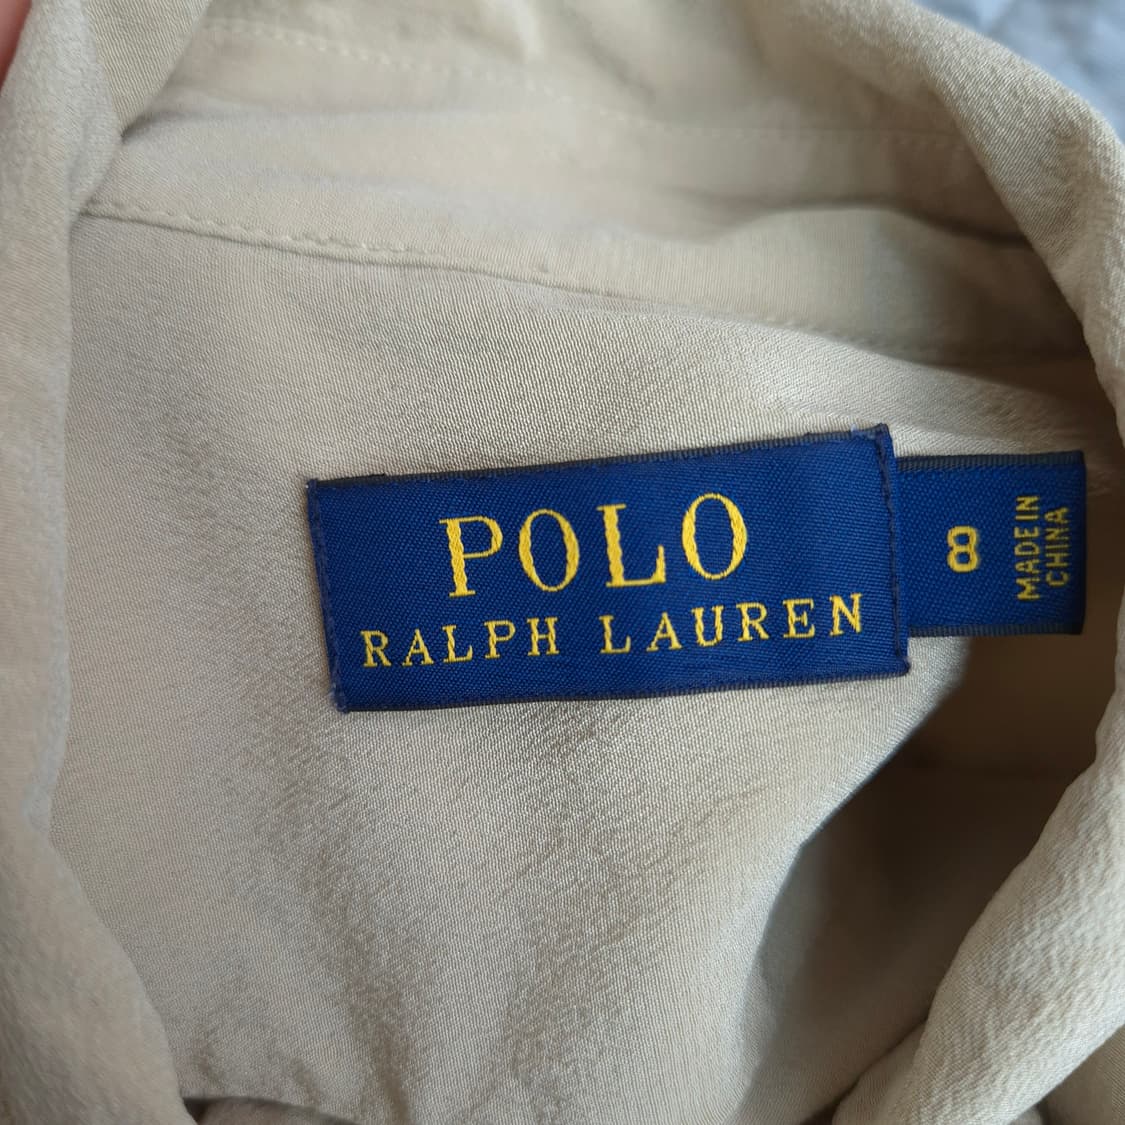 POLO
RALPH LAUREN
8
MADE IN
CHINA